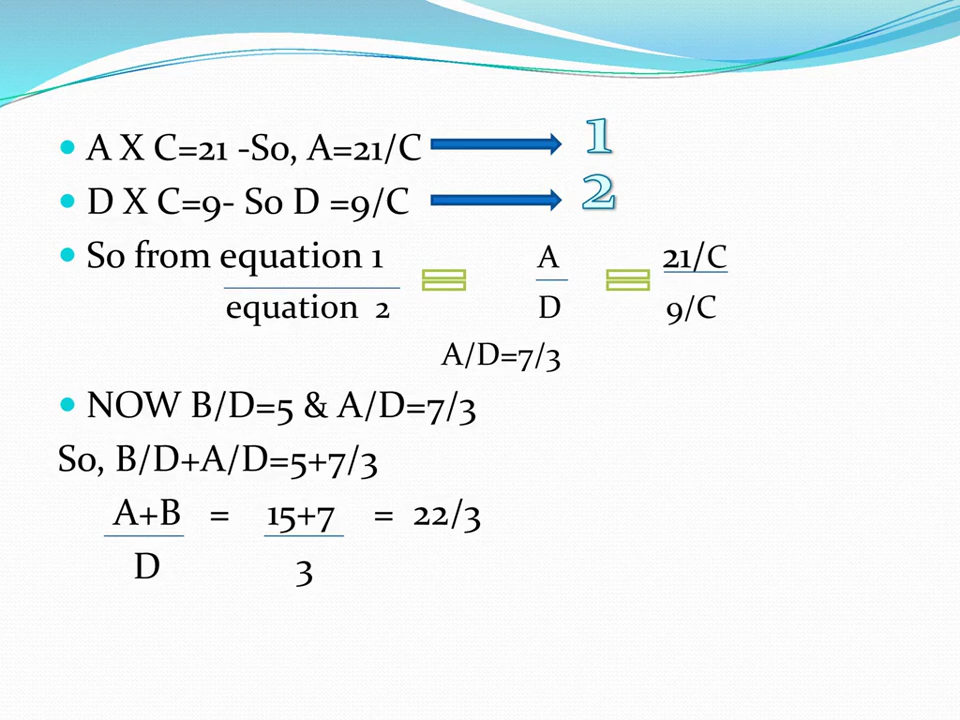 A X C=21 -So, A=21/C 1
D X C=9- So D =9/C 2
So from equation 1 = A = 21/C
equation 2 D 9/C
A/D=7/3
NOW B/D=5 & A/D=7/3
So, B/D+A/D=5+7/3
A+B = 15+7 = 22/3
D 3